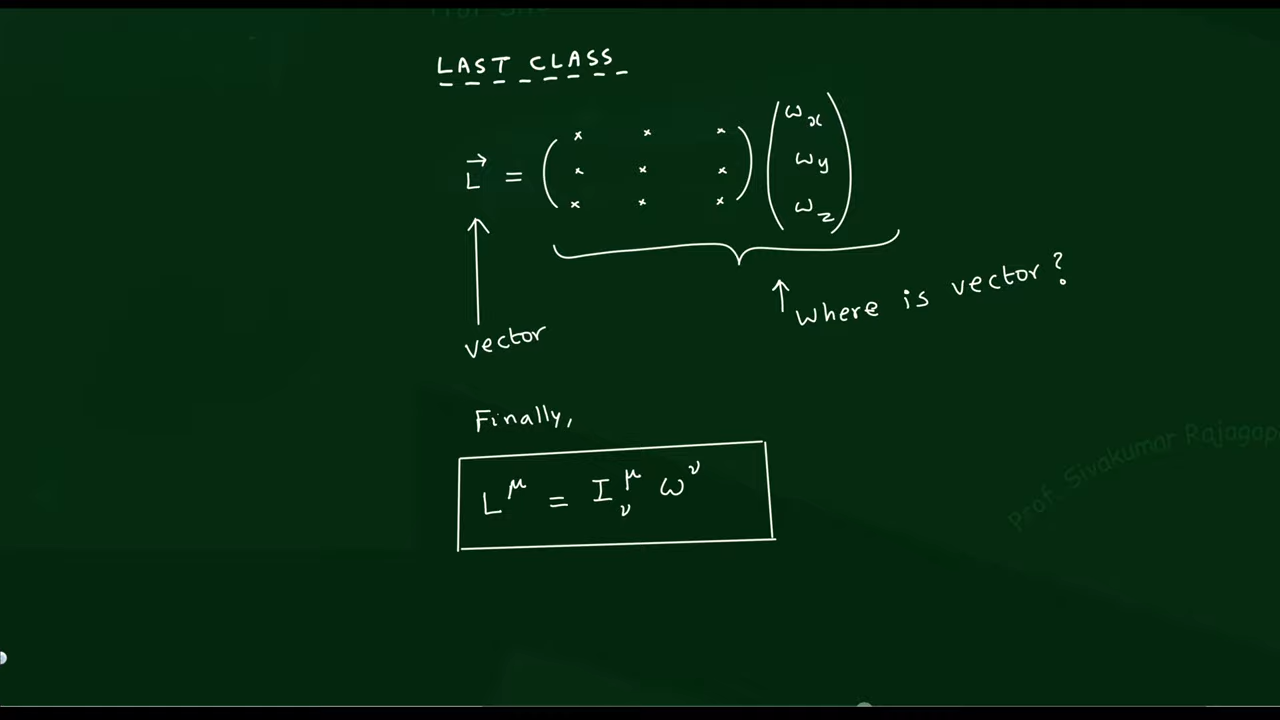 LAST CLASS
L⃗ = ( x x x ; x x x ; x x x ) ( ωx ; ωy ; ωz )
Where is vector?
vector
Finally,
L^μ = I^μ_ν ω^ν
Prof. Sivakumar Rajagop